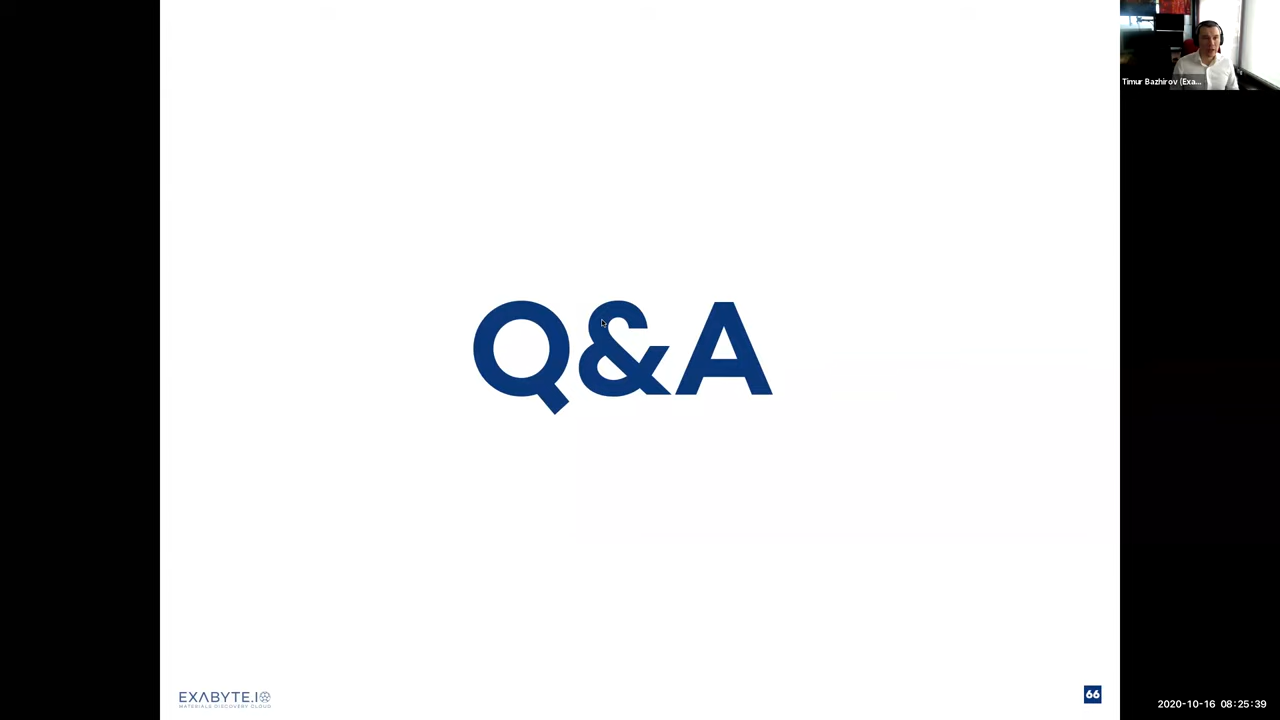 Timur Bazhirov (Exa...
Q&A
EXABYTE.IO
MATERIALS DISCOVERY CLOUD
66
2020-10-16 08:25:39